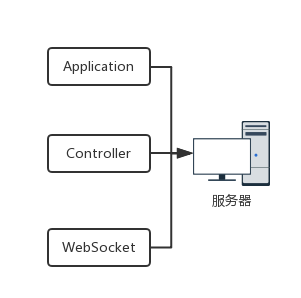 Application
Controller
服务器
WebSocket